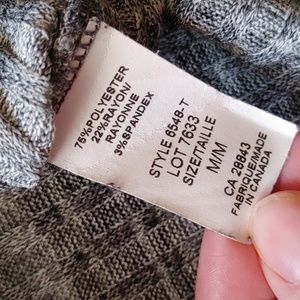 75%POLYESTER
22%RAYON/
RAYONNE
3%SPANDEX
STYLE 8548-T
LOT 7633
SIZE/TAILLE
M/M
CA 28843
FABRIQUE/MADE
IN CANADA